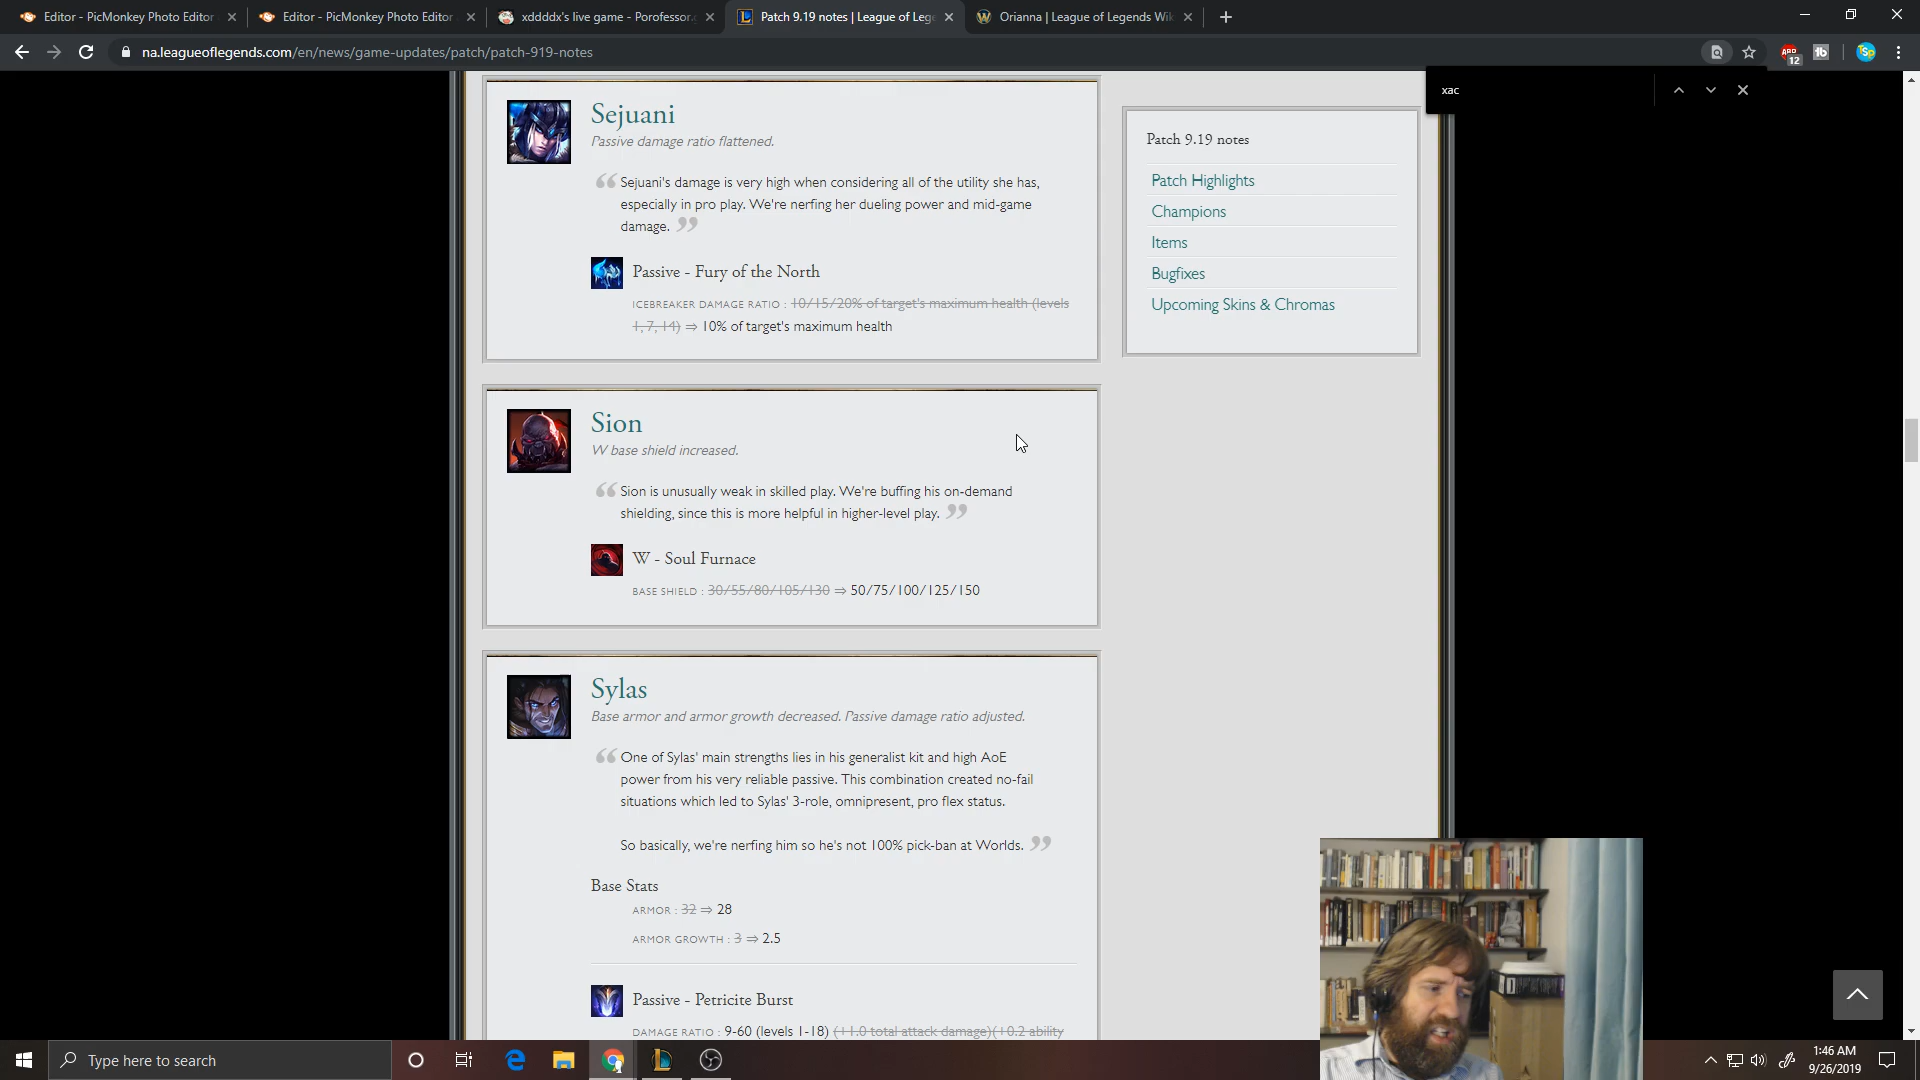 Editor - PicMonkey Photo Editor
Editor - PicMonkey Photo Editor
xddddx's live game - Porofessor.g
Patch 9.19 notes | League of Leg
Orianna | League of Legends Wik
na.leagueoflegends.com/en/news/game-updates/patch/patch-919-notes
12
xac
Sejuani
Passive damage ratio flattened.
Sejuani's damage is very high when considering all of the utility she has,
especially in pro play. We're nerfing her dueling power and mid-game
damage.
Passive - Fury of the North
ICEBREAKER DAMAGE RATIO : 10/15/20% of target's maximum health (levels
1, 7, 14) ⇒ 10% of target's maximum health
Sion
W base shield increased.
Sion is unusually weak in skilled play. We're buffing his on-demand
shielding, since this is more helpful in higher-level play.
W - Soul Furnace
BASE SHIELD : 30/55/80/105/130 ⇒ 50/75/100/125/150
Sylas
Base armor and armor growth decreased. Passive damage ratio adjusted.
One of Sylas' main strengths lies in his generalist kit and high AoE
power from his very reliable passive. This combination created no-fail
situations which led to Sylas' 3-role, omnipresent, pro flex status.
So basically, we're nerfing him so he's not 100% pick-ban at Worlds.
Base Stats
ARMOR : 32 ⇒ 28
ARMOR GROWTH : 3 ⇒ 2.5
Passive - Petricite Burst
DAMAGE RATIO : 9-60 (levels 1-18) (+1.0 total attack damage)(+0.2 ability
Patch 9.19 notes
Patch Highlights
Champions
Items
Bugfixes
Upcoming Skins & Chromas
Type here to search
1:46 AM
9/26/2019